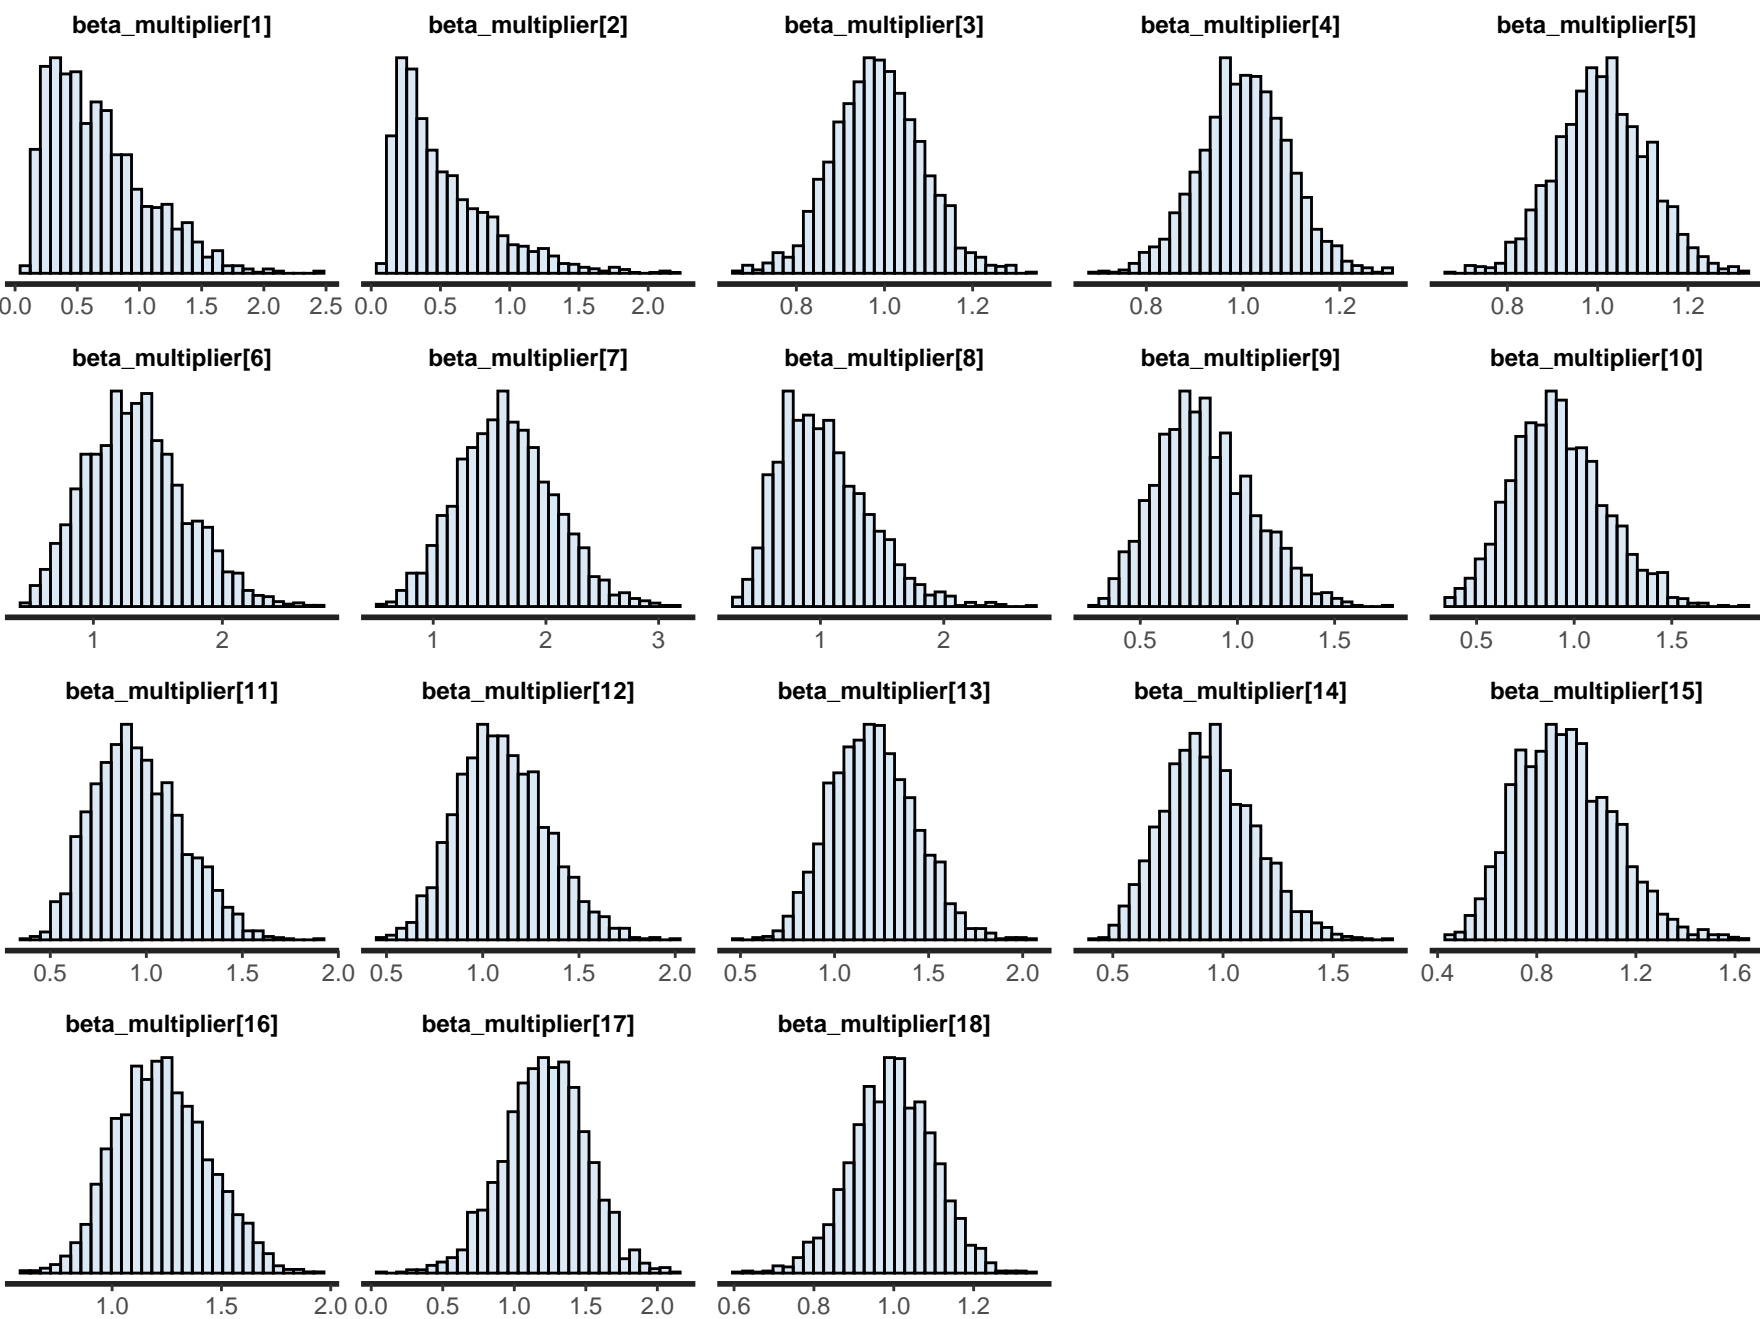 beta_multiplier[1] beta_multiplier[2] beta_multiplier[3] beta_multiplier[4] beta_multiplier[5]
0.0 0.5 1.0 1.5 2.0 2.5 0.0 0.5 1.0 1.5 2.0 0.8 1.0 1.2 0.8 1.0 1.2 0.8 1.0 1.2
beta_multiplier[6] beta_multiplier[7] beta_multiplier[8] beta_multiplier[9] beta_multiplier[10]
1 2 1 2 3 1 2 0.5 1.0 1.5 0.5 1.0 1.5
beta_multiplier[11] beta_multiplier[12] beta_multiplier[13] beta_multiplier[14] beta_multiplier[15]
0.5 1.0 1.5 2.0 0.5 1.0 1.5 2.0 0.5 1.0 1.5 2.0 0.5 1.0 1.5 0.4 0.8 1.2 1.6
beta_multiplier[16] beta_multiplier[17] beta_multiplier[18]
1.0 1.5 2.0 0.0 0.5 1.0 1.5 2.0 0.6 0.8 1.0 1.2